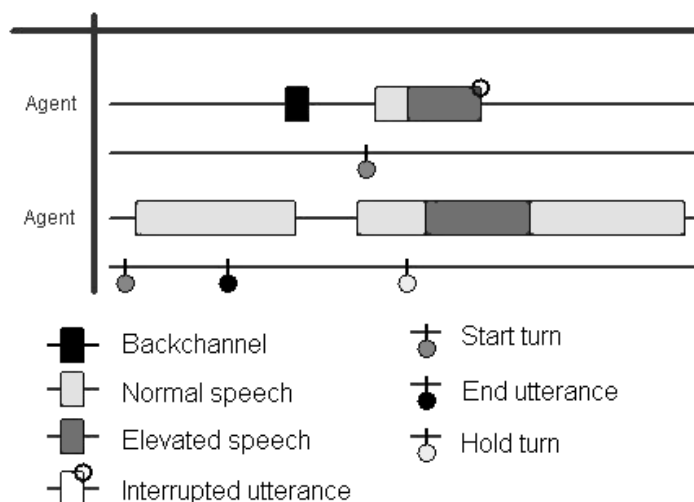 Agent
Agent
Backchannel
Normal speech
Elevated speech
Interrupted utterance
Start turn
End utterance
Hold turn